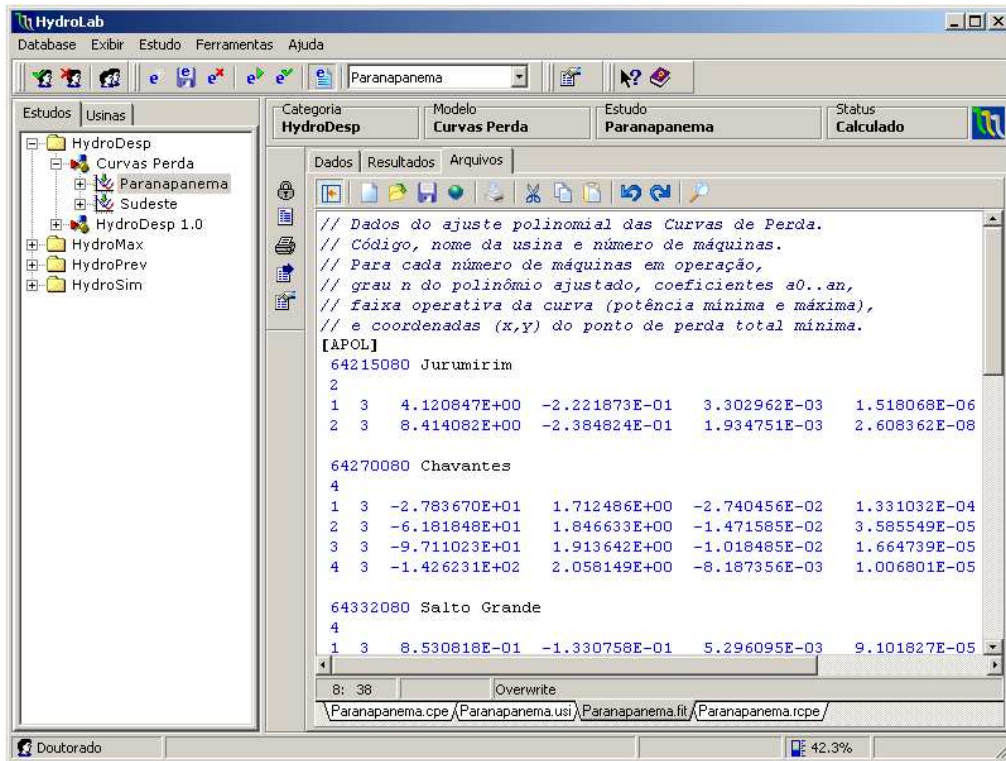 HydroLab
Database Exibir Estudo Ferramentas Ajuda
Paranapanema
Estudos Usinas
HydroDesp
Curvas Perda
Paranapanema
Sudeste
HydroDesp 1.0
HydroMax
HydroPrev
HydroSim
Categoria Modelo Estudo Status
HydroDesp Curvas Perda Paranapanema Calculado
Dados Resultados Arquivos
// Dados do ajuste polinomial das Curvas de Perda.
// Código, nome da usina e número de máquinas.
// Para cada número de máquinas em operação,
// grau n do polinômio ajustado, coeficientes a0..an,
// faixa operativa da curva (potência mínima e máxima),
// e coordenadas (x,y) do ponto de perda total mínima.
[APOL]
64215080 Jurumirim
2
1 3 4.120847E+00 -2.221873E-01 3.302962E-03 1.518068E-06
2 3 8.414082E+00 -2.384824E-01 1.934751E-03 2.608362E-08
64270080 Chavantes
4
1 3 -2.783670E+01 1.712486E+00 -2.740456E-02 1.331032E-04
2 3 -6.181848E+01 1.846633E+00 -1.471585E-02 3.585549E-05
3 3 -9.711023E+01 1.913642E+00 -1.018485E-02 1.664739E-05
4 3 -1.426231E+02 2.058149E+00 -8.187356E-03 1.006801E-05
64332080 Salto Grande
4
1 3 8.530818E-01 -1.330758E-01 5.296095E-03 9.101827E-05
8: 38 Overwrite
Paranapanema.cpe Paranapanema.usi Paranapanema.fit Paranapanema.rcpe
Doutorado 42.3%